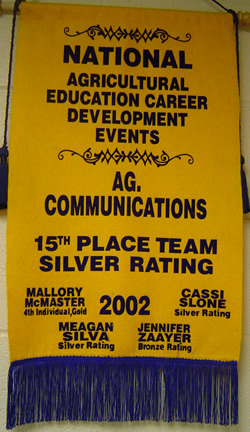 NATIONAL
AGRICULTURAL
EDUCATION CAREER
DEVELOPMENT
EVENTS
AG.
COMMUNICATIONS
15TH PLACE TEAM
SILVER RATING
MALLORY
McMASTER
4th Individual,Gold
2002
CASSI
SLONE
Silver Rating
MEAGAN
SILVA
Silver Rating
JENNIFER
ZAAYER
Bronze Rating